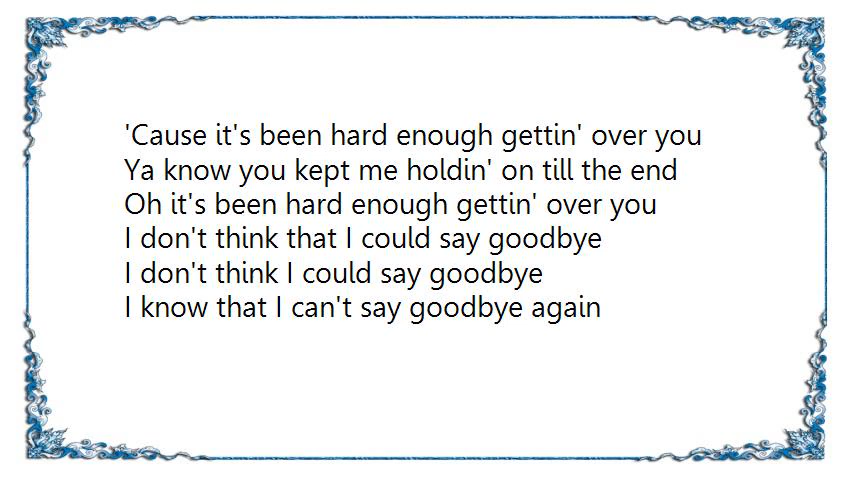 'Cause it's been hard enough gettin' over you
Ya know you kept me holdin' on till the end
Oh it's been hard enough gettin' over you
I don't think that I could say goodbye
I don't think I could say goodbye
I know that I can't say goodbye again